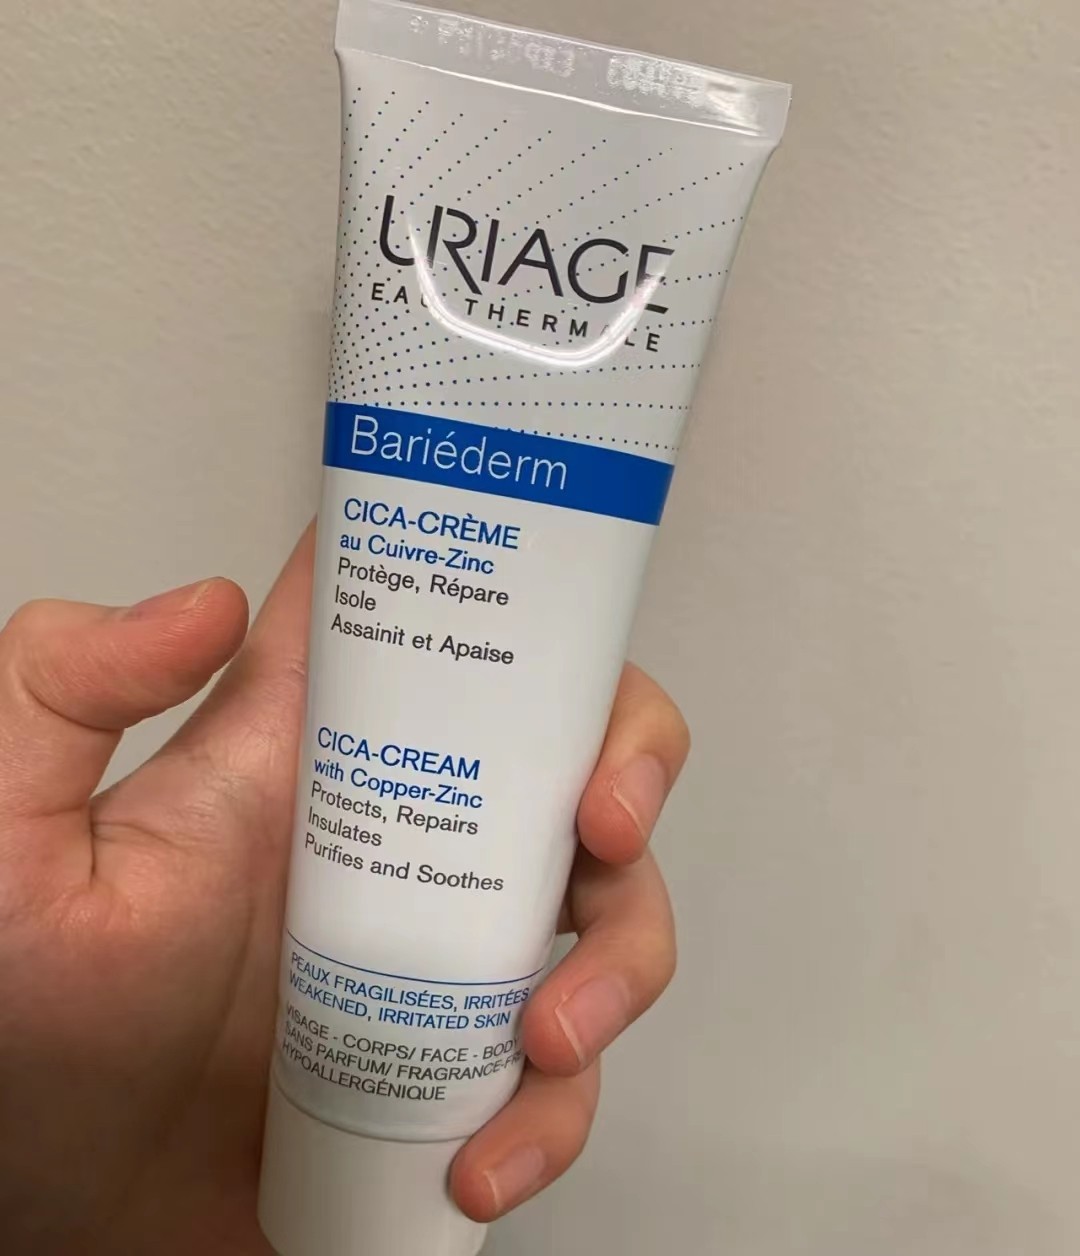 URIAGE
EAU THERMALE
Bariéderm
CICA-CRÈME
au Cuivre-Zinc
Protège, Répare
Isole
Assainit et Apaise
CICA-CREAM
with Copper-Zinc
Protects, Repairs
Insulates
Purifies and Soothes
PEAUX FRAGILISÉES, IRRITÉES
WEAKENED, IRRITATED SKIN
VISAGE - CORPS/ FACE - BODY
SANS PARFUM/ FRAGRANCE-FRE
HYPOALLERGÉNIQUE